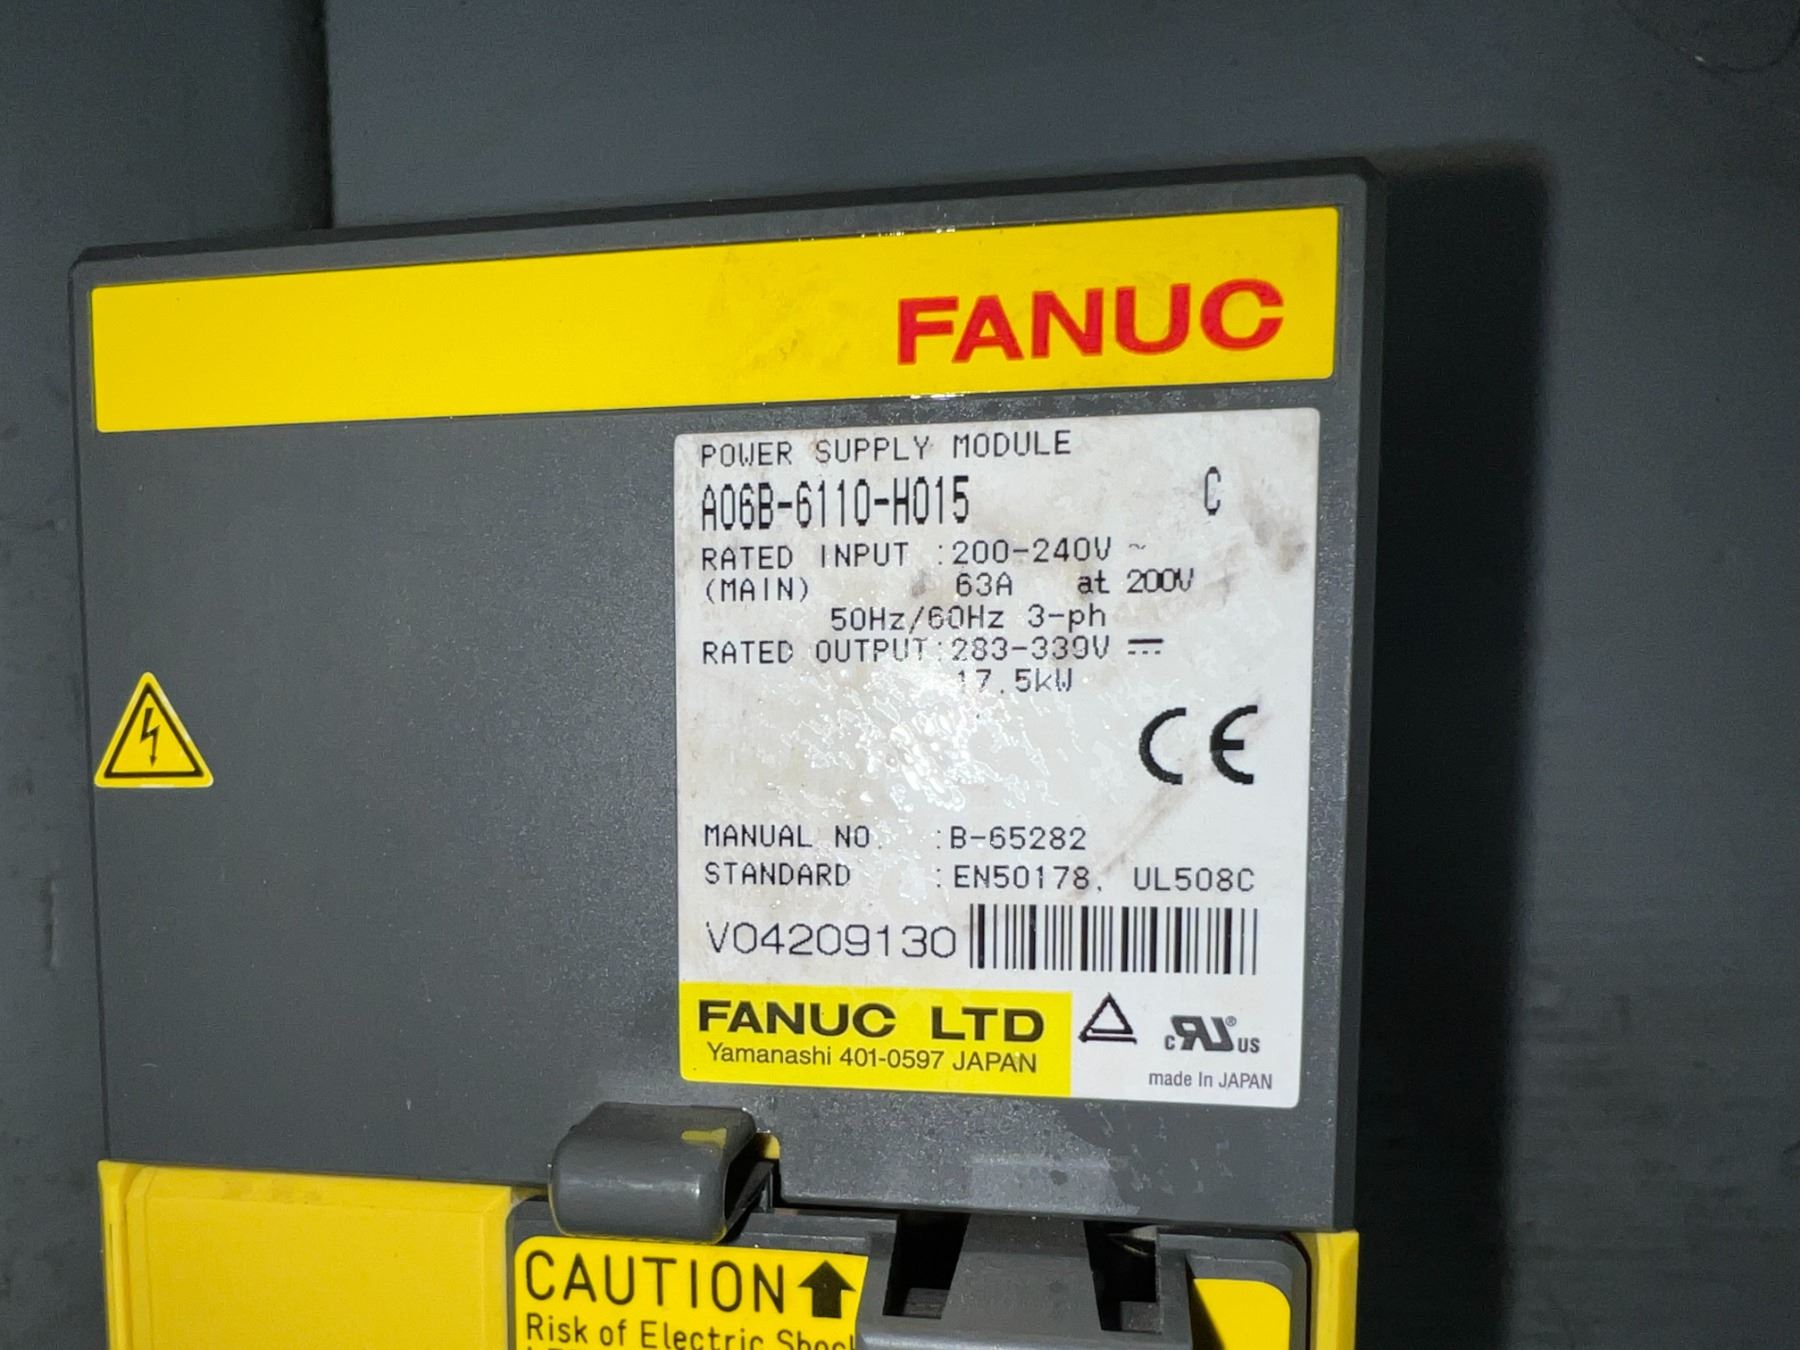 FANUC
POWER SUPPLY MODULE
A06B-6110-H015 C
RATED INPUT :200-240V ~
(MAIN) 63A at 200V
50Hz/60Hz 3-ph
RATED OUTPUT:283-339V ⎓
17.5kW
CE
MANUAL NO. :B-65282
STANDARD :EN50178, UL508C
V04209130
FANUC LTD
Yamanashi 401-0597 JAPAN
c RU ® US
made In JAPAN
CAUTION
Risk of Electric